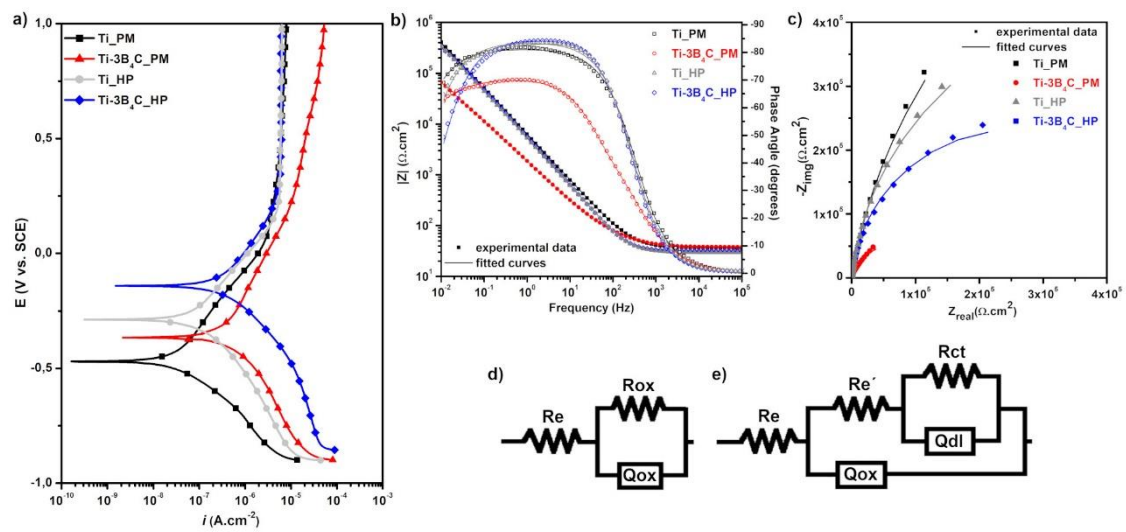 a)
1,0
0,5
0,0
-0,5
-1,0
E (V vs. SCE)
10⁻¹⁰ 10⁻⁹ 10⁻⁸ 10⁻⁷ 10⁻⁶ 10⁻⁵ 10⁻⁴ 10⁻³
i (A.cm⁻²)
Ti_PM
Ti-3B₄C_PM
Ti_HP
Ti-3B₄C_HP
b)
10⁶
10⁵
10⁴
10³
10²
10¹
|Z| (Ω.cm²)
10⁻² 10⁻¹ 10⁰ 10¹ 10² 10³ 10⁴ 10⁵
Frequency (Hz)
-90
-80
-70
-60
-50
-40
-30
-20
-10
0
Phase Angle (degrees)
Ti_PM
Ti-3B₄C_PM
Ti_HP
Ti-3B₄C_HP
experimental data
fitted curves
c)
4x10⁵
3x10⁵
2x10⁵
1x10⁵
0
-Z_img(Ω.cm²)
0 1x10⁵ 2x10⁵ 3x10⁵ 4x10⁵
Z_real(Ω.cm²)
experimental data
fitted curves
Ti_PM
Ti-3B₄C_PM
Ti_HP
Ti-3B₄C_HP
d)
Re
Rox
Qox
e)
Re
Re´
Rct
Qdl
Qox